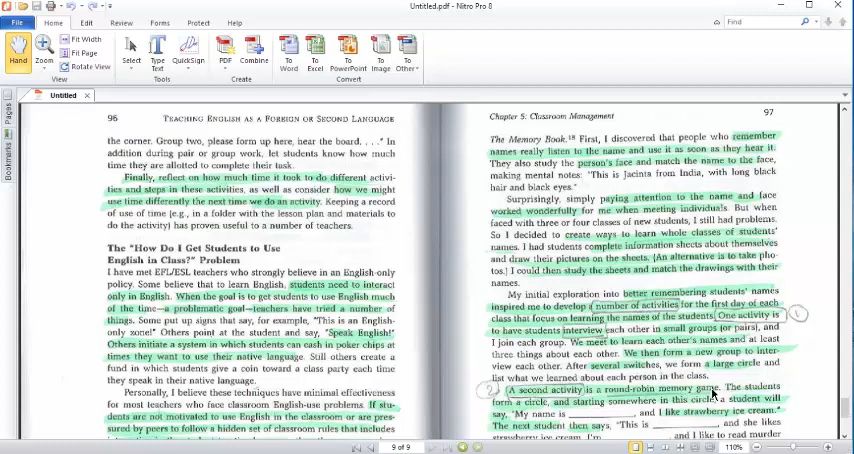 Untitled.pdf - Nitro Pro 8
File
Home
Edit
Review
Forms
Protect
Help
Find
Hand
Zoom
Fit Width
Fit Page
Rotate View
View
Select
Type Text
QuickSign
Tools
PDF
Combine
Create
To Word
To Excel
To PowerPoint
To Image
To Other
Convert
Untitled
Pages
Bookmarks
96 TEACHING ENGLISH AS A FOREIGN OR SECOND LANGUAGE
the corner. Group two, please form up here, near the board. . . ." In
addition during pair or group work, let students know how much
time they are allotted to complete their task.
Finally, reflect on how much time it took to do different activi-
ties and steps in these activities, as well as consider how we might
use time differently the next time we do an activity. Keeping a
record of use of time (e.g., in a folder with the lesson plan and materials to
do the activity) has proven useful to a number of teachers.
The "How Do I Get Students to Use
English in Class?" Problem
I have met EFL/ESL teachers who strongly believe in an English-only
policy. Some believe that to learn English, students need to interact
only in English. When the goal is to get students to use English much
of the time—a problematic goal—teachers have tried a number of
things. Some put up signs that say, for example, "This is an English-
only zone!" Others point at the student and say, "Speak English!"
Others initiate a system in which students can cash in poker chips at
times they want to use their native language. Still others create a
fund in which students give a coin toward a class party each time
they speak in their native language.
Personally, I believe these techniques have minimal effectiveness
for most teachers who face classroom English-use problems. If stu-
dents are not motivated to use English in the classroom or are pres-
sured by peers to follow a hidden set of classroom rules that includes
Chapter 5: Classroom Management 97
The Memory Book.18 First, I discovered that people who remember
names really listen to the name and use it as soon as they hear it.
They also study the person's face and match the name to the face,
making mental notes: "This is Jacinta from India, with long black
hair and black eyes."
Surprisingly, simply paying attention to the name and face
worked wonderfully for me when meeting individuals. But when
faced with three or four classes of new students, I still had problems.
So I decided to create ways to learn whole classes of students'
names. I had students complete information sheets about themselves
and draw their pictures on the sheets. (An alternative is to take pho-
tos.) I could then study the sheets and match the drawings with their
names.
My initial exploration into better remembering students' names
inspired me to develop a number of activities for the first day of each
class that focus on learning the names of the students. One activity is
1
to have students interview each other in small groups (or pairs), and
I join each group. We meet to learn each other's names and at least
three things about each other. We then form a new group to inter-
view each other. After several switches, we form a large circle and
list what we learned about each person in the class.
2
A second activity is a round-robin memory game. The students
form a circle, and starting somewhere in this circle, a student will
say, "My name is ________, and I like strawberry ice cream."
The next student then says, "This is ________, and she likes
strawberry ice cream. I'm ________ and I like to read murder
9 of 9
110%